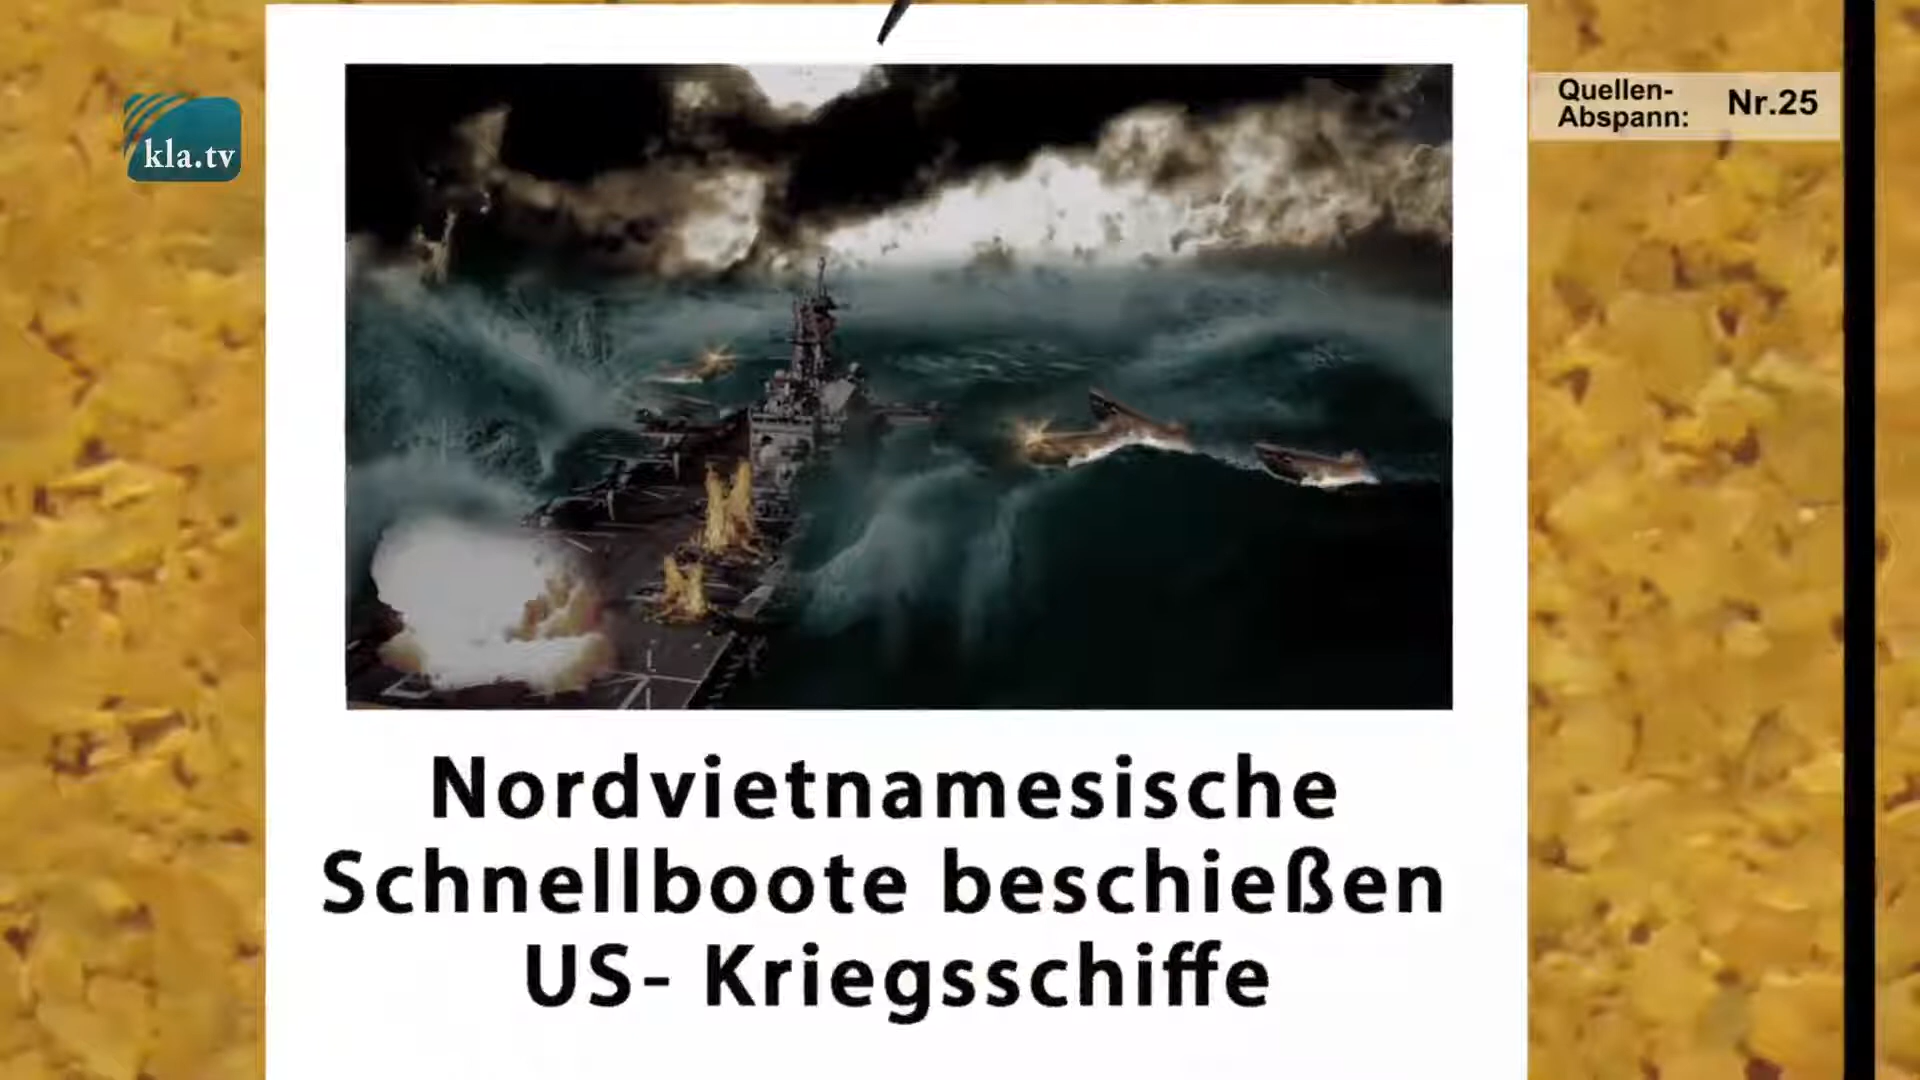 kla.tv
Quellen-
Abspann:
Nr.25
Nordvietnamesische
Schnellboote beschießen
US- Kriegsschiffe